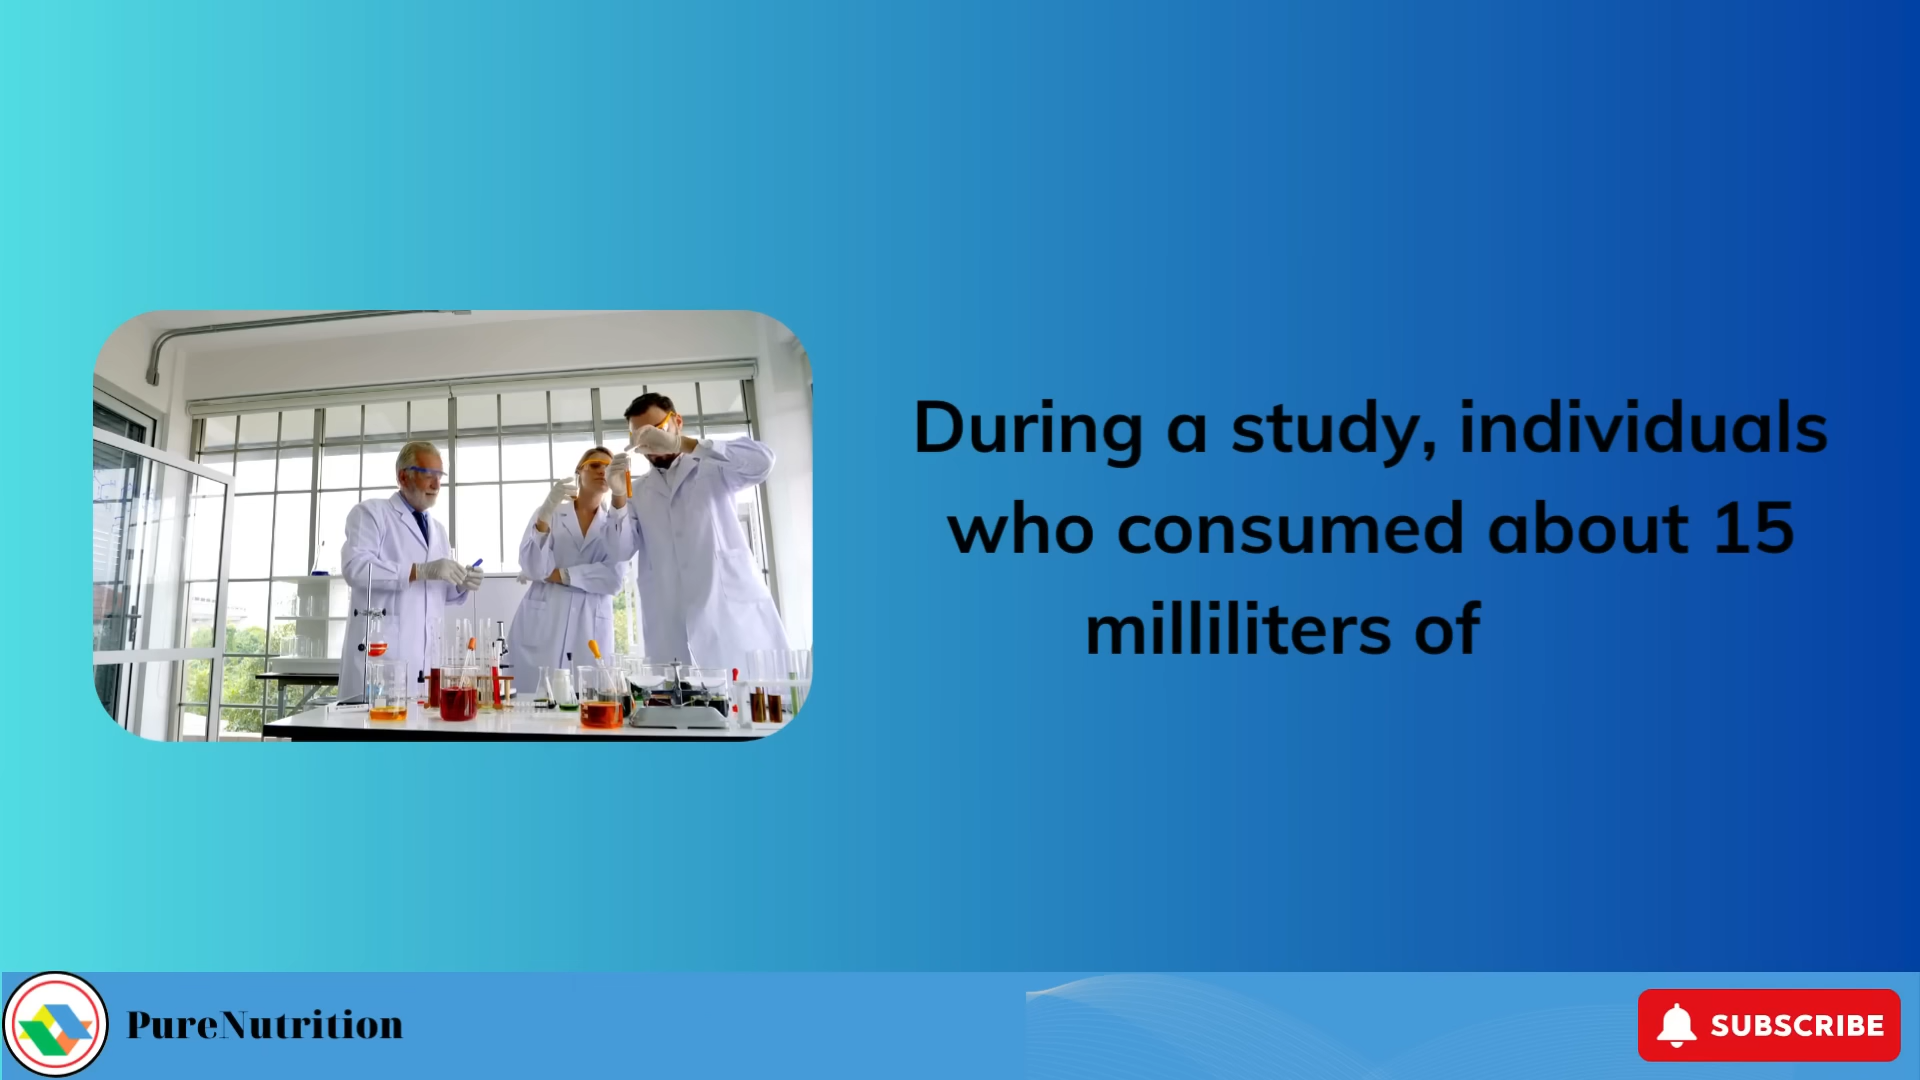 During a study, individuals
who consumed about 15
milliliters of
PureNutrition
SUBSCRIBE